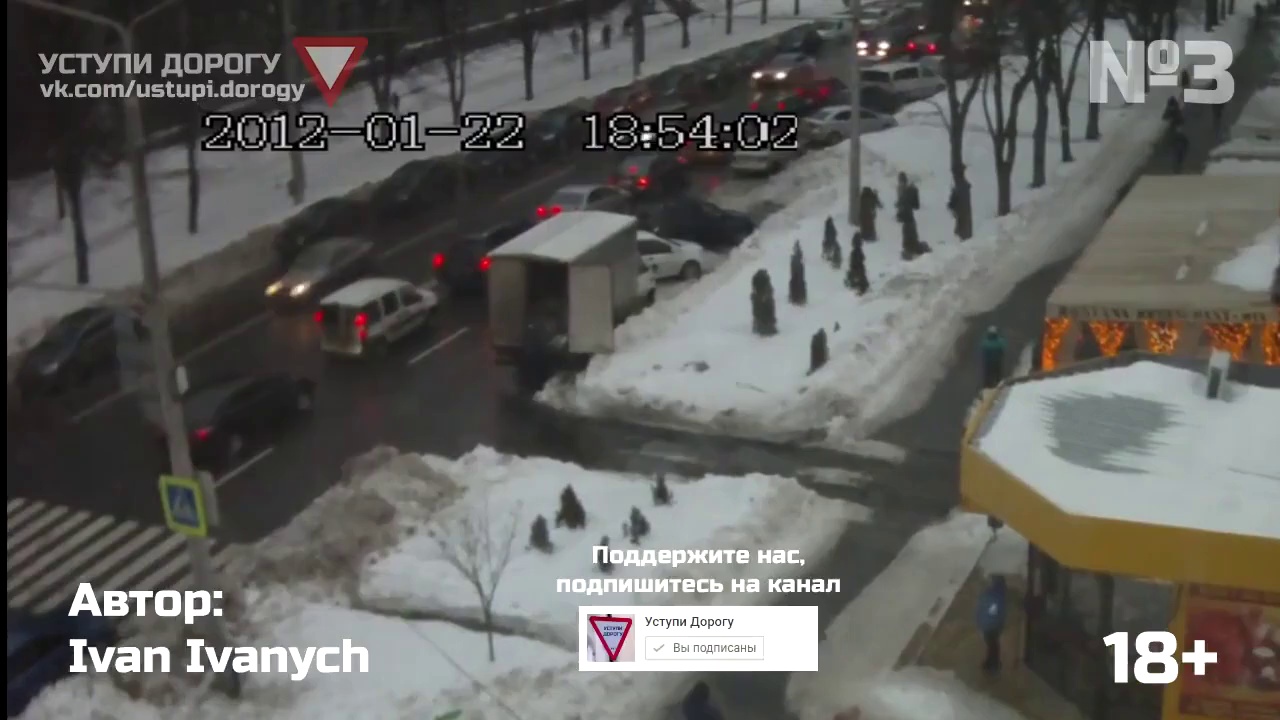 УСТУПИ ДОРОГУ
vk.com/ustupi.dorogy
№3
2012-01-22 18:54:02
Поддержите нас,
подпишитесь на канал
Уступи Дорогу
Вы подписаны
Автор:
Ivan Ivanych
18+